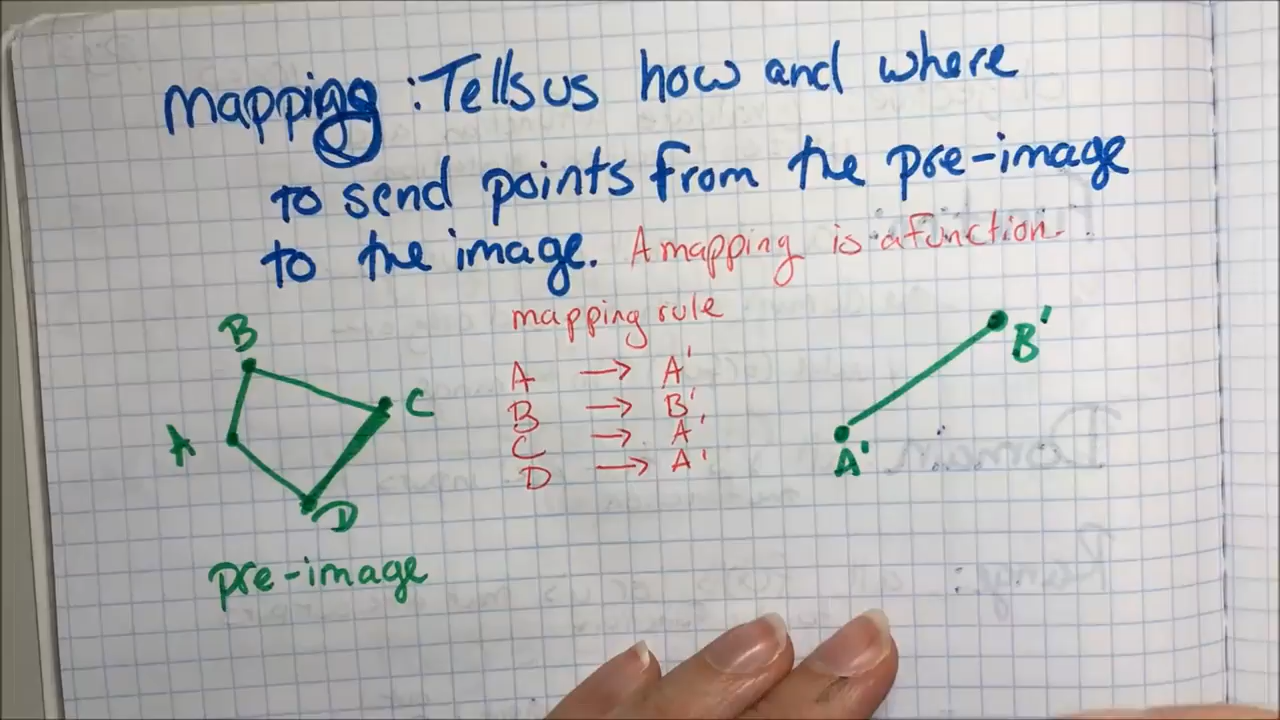 mapping : Tells us how and where
to send points from the pre-image
to the image. A mapping is a function.
mapping rule
B
A
C
D
pre-image
A → A'
B → B'
C → A'
D → A'
B'
A'
Domain